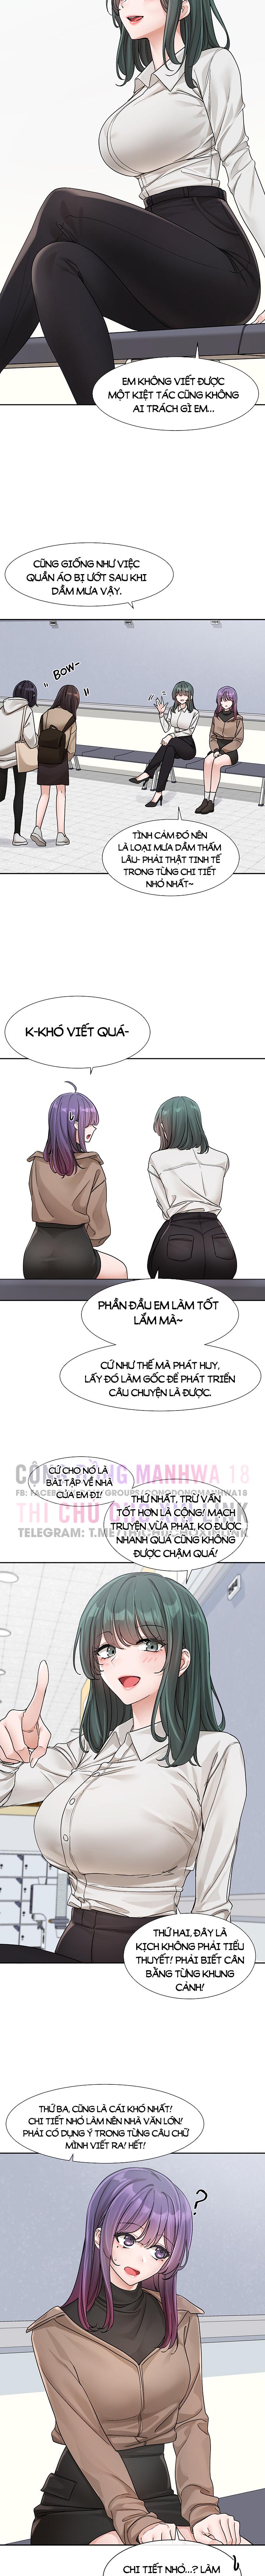 EM KHÔNG VIẾT ĐƯỢC
MỘT KIỆT TÁC CŨNG KHÔNG
AI TRÁCH GÌ EM...
CŨNG GIỐNG NHƯ VIỆC
QUẦN ÁO BỊ ƯỚT SAU KHI
DẦM MƯA VẬY.
BOW~
TÌNH CẢM ĐÓ NÊN
LÀ LOẠI MƯA DẦM THẤM
LÂU- PHẢI THẬT TINH TẾ
TRONG TỪNG CHI TIẾT
NHỎ NHẤT~
K-KHÓ VIẾT QUÁ-
PHẦN ĐẦU EM LÀM TỐT
LẮM MÀ~
CỨ NHƯ THẾ MÀ PHÁT HUY,
LẤY ĐÓ LÀM GỐC ĐỂ PHÁT TRIỂN
CÂU CHUYỆN LÀ ĐƯỢC.
CỨ CHO NÓ LÀ
BÀI TẬP VỀ NHÀ
CỦA EM ĐI!
THỨ NHẤT, TRỪ VẤN
TỐT HƠN LÀ CỘNG! MẠCH
TRUYỆN VỪA PHẢI, KO ĐƯỢC
NHANH QUÁ CŨNG KHÔNG
ĐƯỢC CHẬM QUÁ!
THỨ HAI, ĐÂY LÀ
KỊCH KHÔNG PHẢI TIỂU
THUYẾT! PHẢI BIẾT CÂN
BẰNG TỪNG KHUNG
CẢNH!
THỨ BA, CŨNG LÀ CÁI KHÓ NHẤT!
CHI TIẾT NHỎ LÀM NÊN NHÀ VĂN LỚN!
PHẢI CÓ DỤNG Ý TRONG TỪNG CÂU CHỮ
MÌNH VIẾT RA! HẾT!
?
CHI TIẾT NHỎ...? LÀM